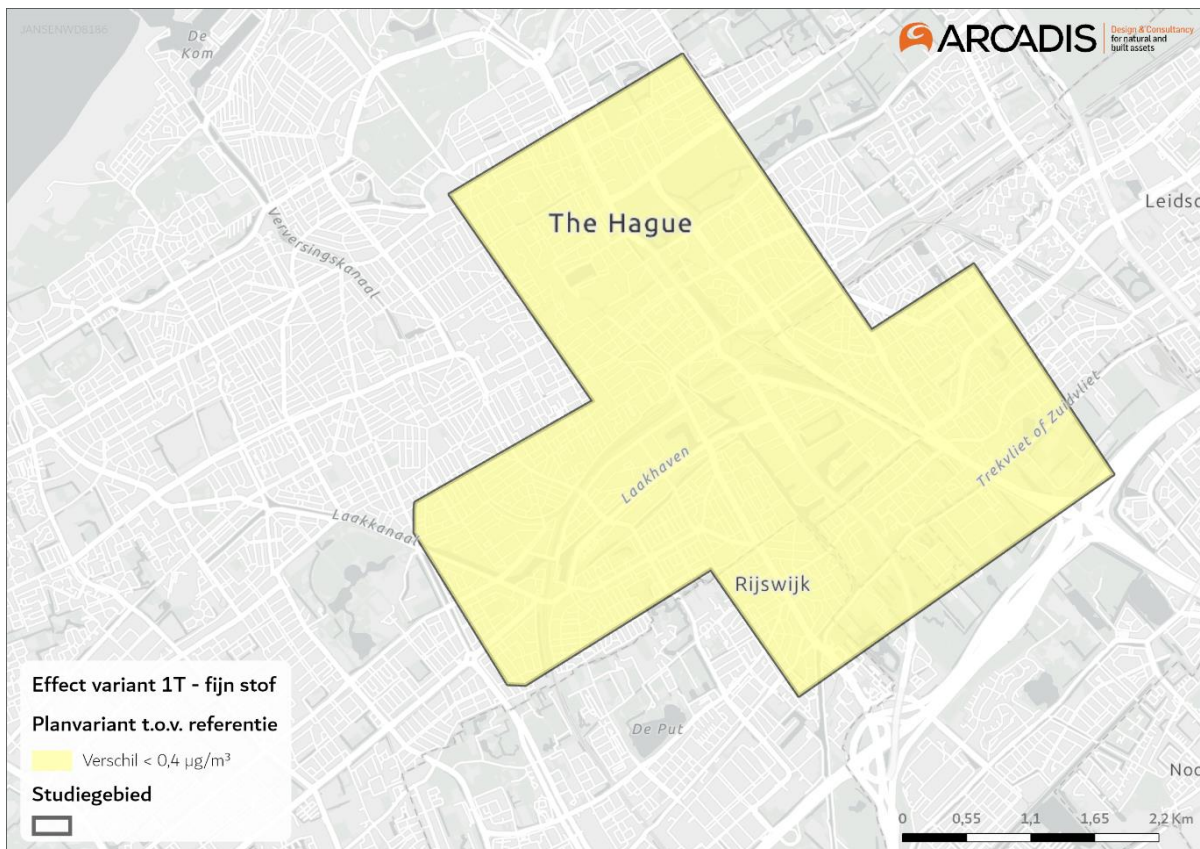 JANSENWO6186
De
Kom
ARCADIS
Design & Consultancy
for natural and
built assets
Leidsc
The Hague
Verversingskanaal
Trekvliet of Zuidvliet
Laakhaven
Laakkanaal
Rijswijk
De Put
Noo
Effect variant 1T - fijn stof
Planvariant t.o.v. referentie
Verschil < 0,4 µg/m³
Studiegebied
0 0,55 1,1 1,65 2,2 Km